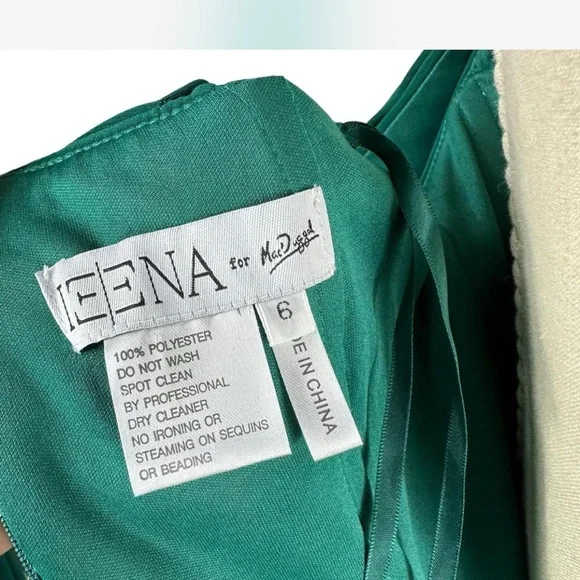 IEENA for Mac Duggal
6
100% POLYESTER
DO NOT WASH
SPOT CLEAN
BY PROFESSIONAL
DRY CLEANER
NO IRONING OR
STEAMING ON SEQUINS
OR BEADING
DE IN CHINA